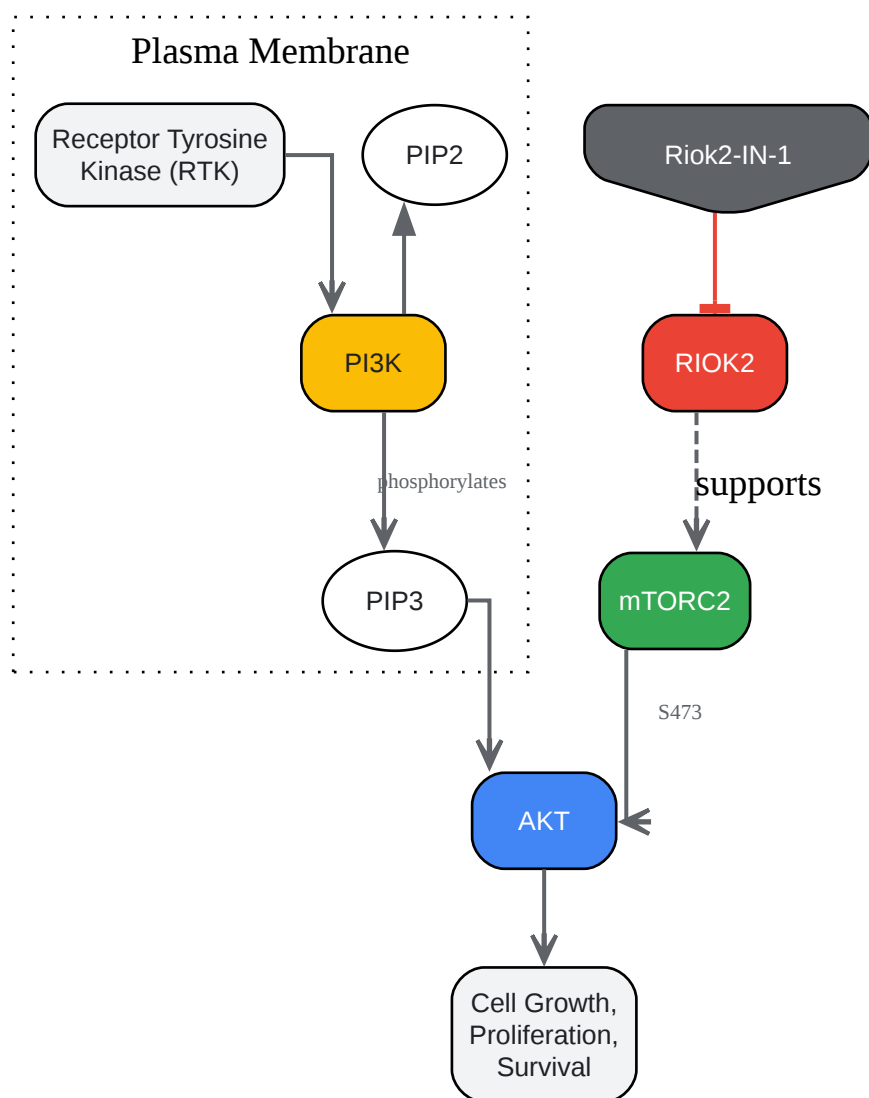 Plasma Membrane
Receptor Tyrosine
Kinase (RTK)
PIP2
Riok2-IN-1
PI3K
RIOK2
phosphorylates
supports
PIP3
mTORC2
S473
AKT
Cell Growth,
Proliferation,
Survival